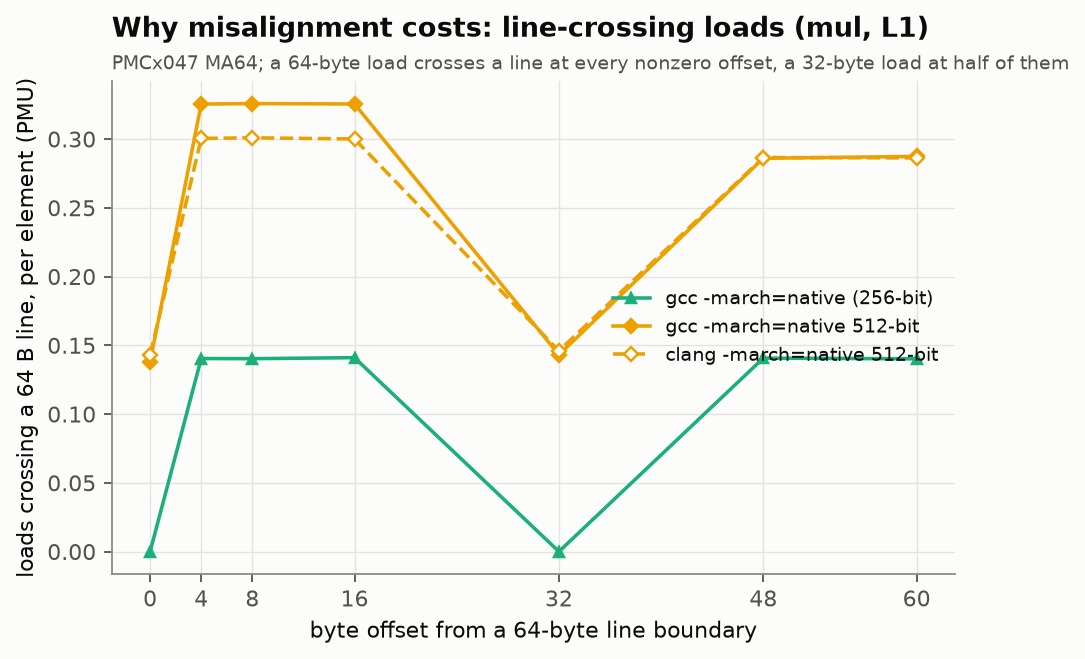 Why misalignment costs: line-crossing loads (mul, L1)
PMCx047 MA64; a 64-byte load crosses a line at every nonzero offset, a 32-byte load at half of them
loads crossing a 64 B line, per element (PMU)
0.30
0.25
0.20
0.15
0.10
0.05
0.00
gcc -march=native (256-bit)
gcc -march=native 512-bit
clang -march=native 512-bit
0 4 8 16 32 48 60
byte offset from a 64-byte line boundary